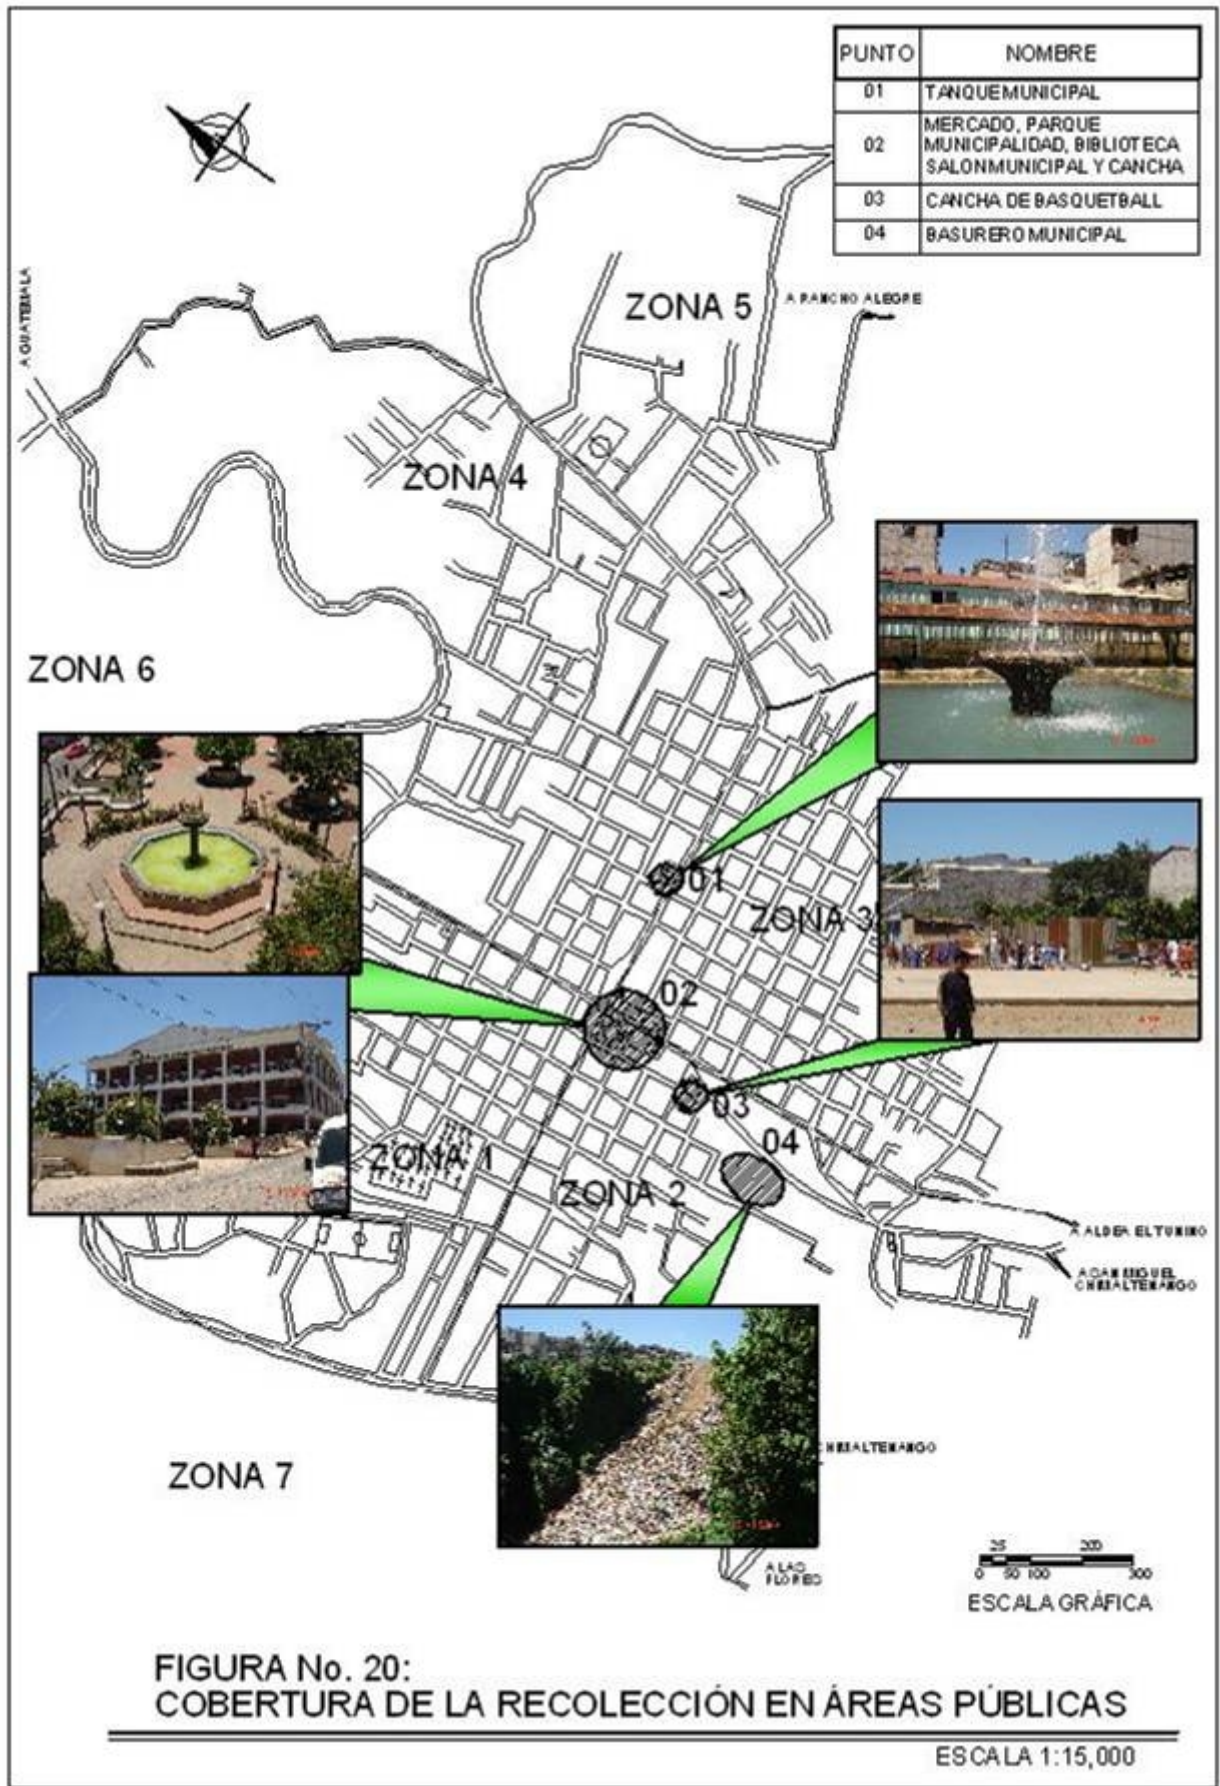 PUNTO NOMBRE
01 TANQUE MUNICIPAL
02 MERCADO, PARQUE
MUNICIPALIDAD, BIBLIOTECA
SALON MUNICIPAL Y CANCHA
03 CANCHA DE BASQUETBALL
04 BASURERO MUNICIPAL
A GUATEMALA
ZONA 5
A RANCHO ALEGRE
ZONA 4
ZONA 6
01
ZONA 3
02
03
04
ZONA 1
ZONA 2
A ALDEA EL TUNINO
A SAN MIGUEL
CHIMALTENANGO
CHIMALTENANGO
ZONA 7
A LAS
FLORES
25 200
0 50 100 300
ESCALA GRÁFICA
FIGURA No. 20:
COBERTURA DE LA RECOLECCIÓN EN ÁREAS PÚBLICAS
ESCALA 1:15,000